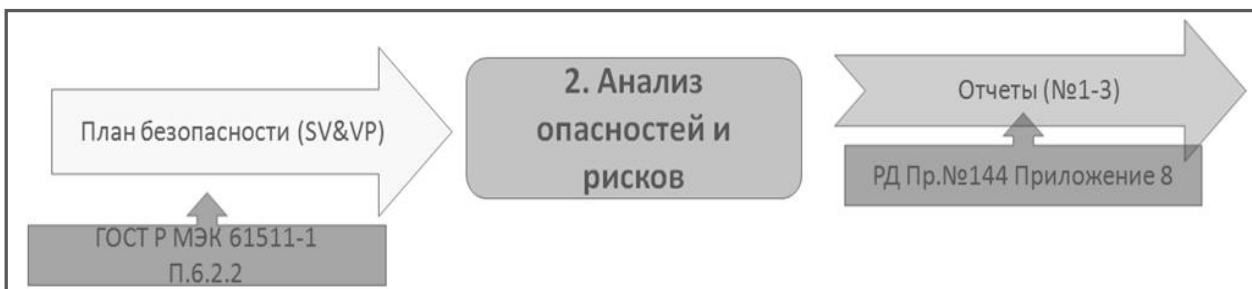 План безопасности (SV&VP)
ГОСТ Р МЭК 61511-1
П.6.2.2
2. Анализ
опасностей и
рисков
Отчеты (№1-3)
РД Пр.№144 Приложение 8